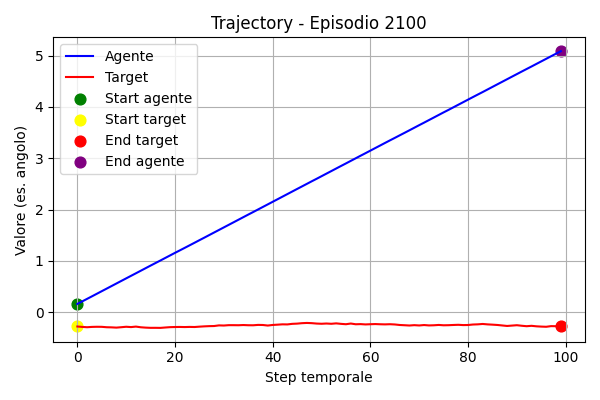 Trajectory - Episodio 2100
Agente
Target
Start agente
Start target
End target
End agente
Valore (es. angolo)
5
4
3
2
1
0
0 20 40 60 80 100
Step temporale